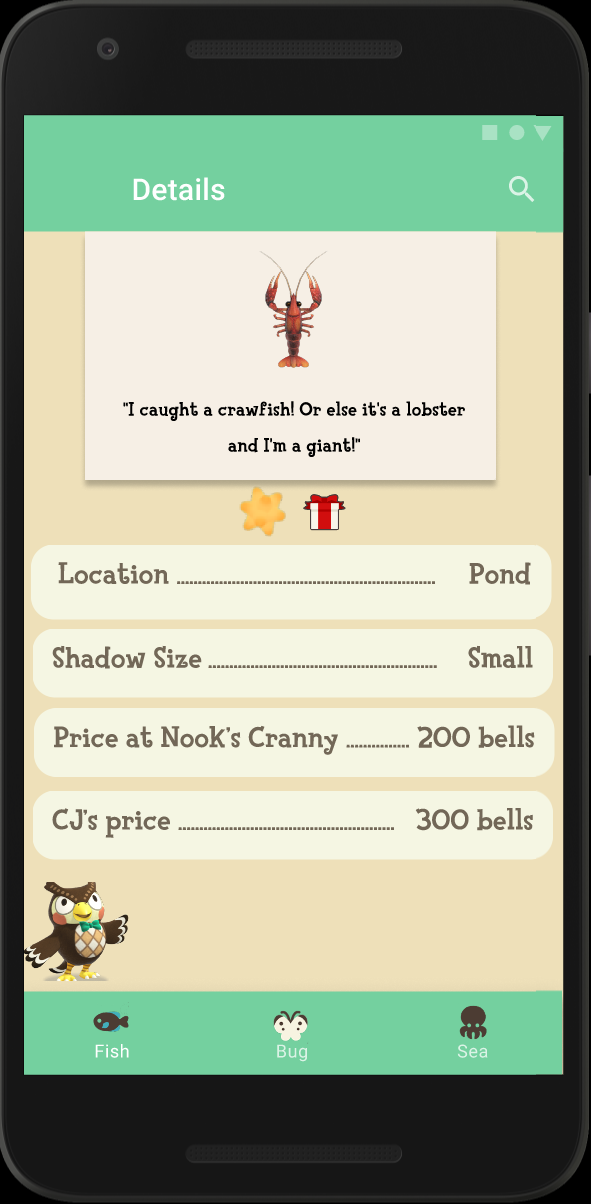 Details
"I caught a crawfish! Or else it's a lobster
and I'm a giant!"
Location ........................ Pond
Shadow Size ........................ Small
Price at Nook's Cranny ............. 200 bells
CJ's price ........................ 300 bells
Fish Bug Sea